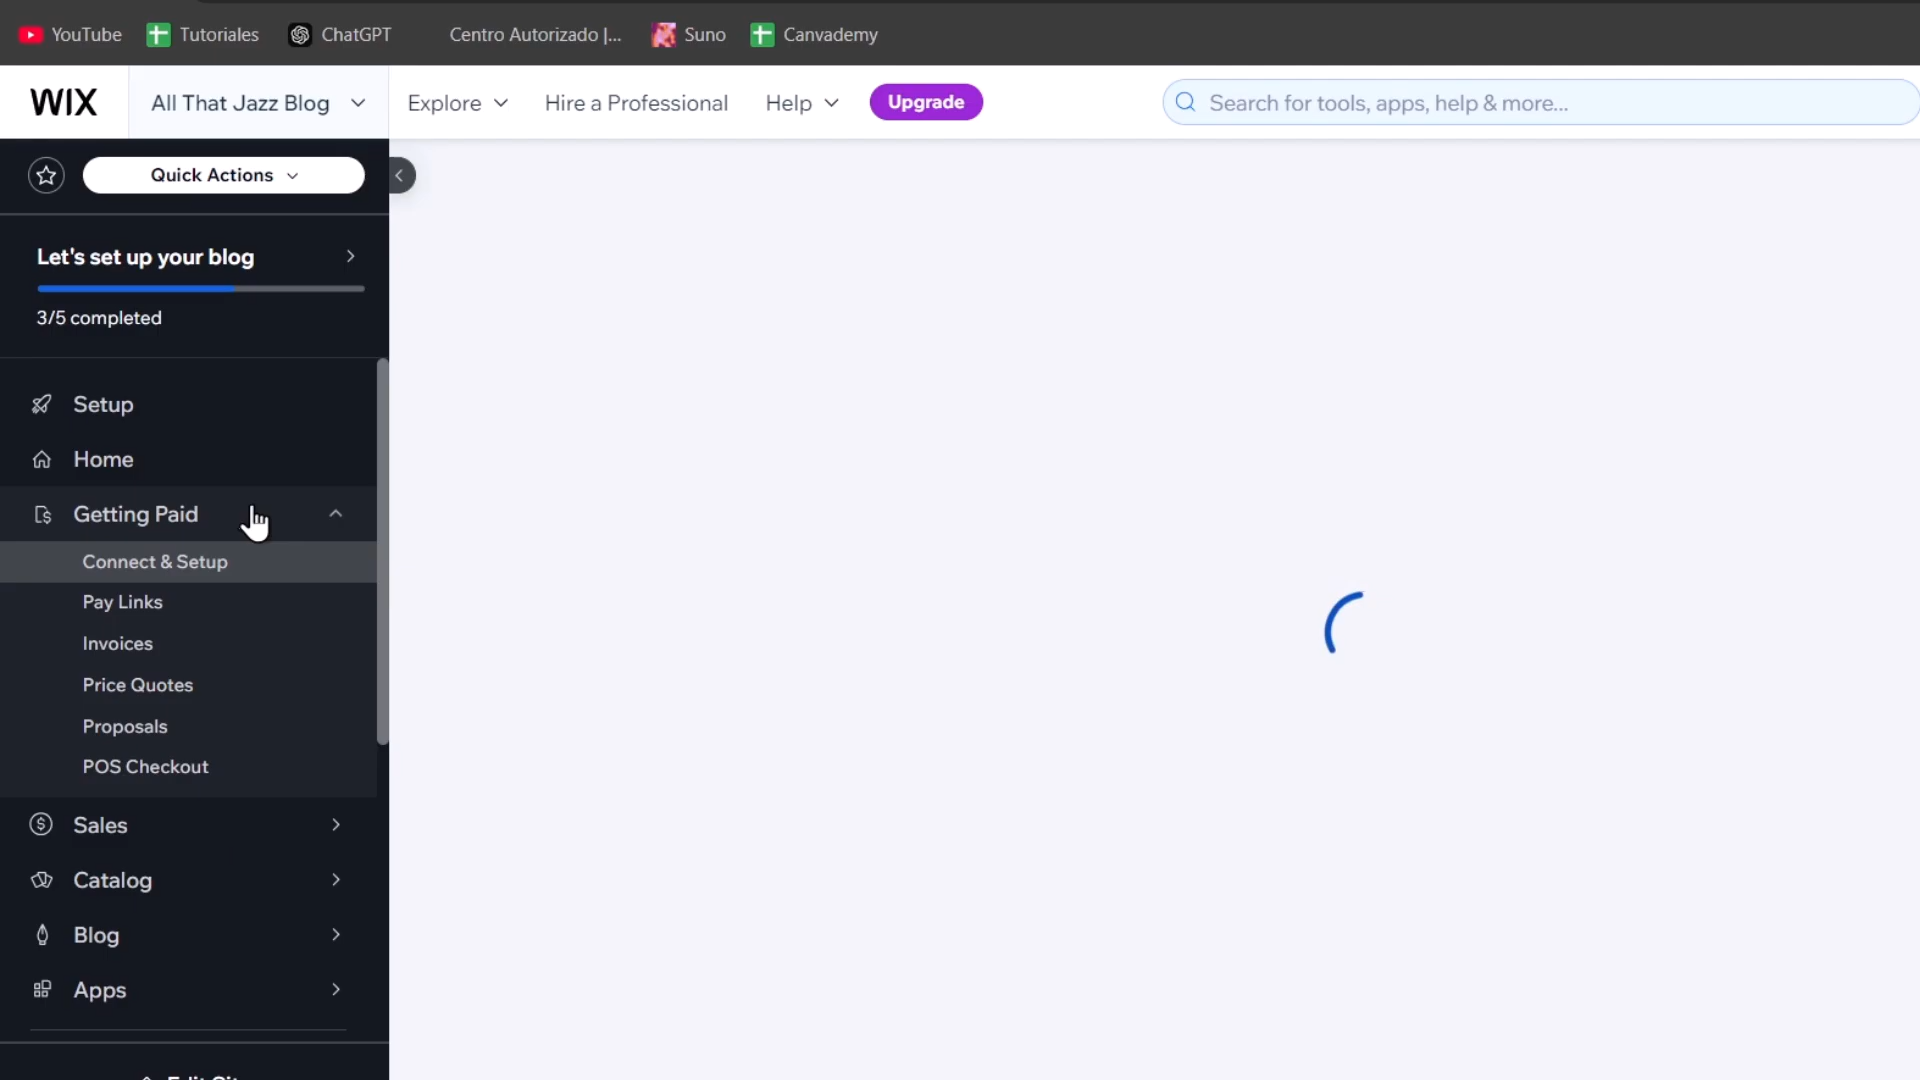 YouTube Tutoriales ChatGPT Centro Autorizado |... Suno Canvademy
WIX All That Jazz Blog Explore Hire a Professional Help Upgrade Search for tools, apps, help & more...
Quick Actions
Let's set up your blog
3/5 completed
Setup
Home
Getting Paid
Connect & Setup
Pay Links
Invoices
Price Quotes
Proposals
POS Checkout
Sales
Catalog
Blog
Apps